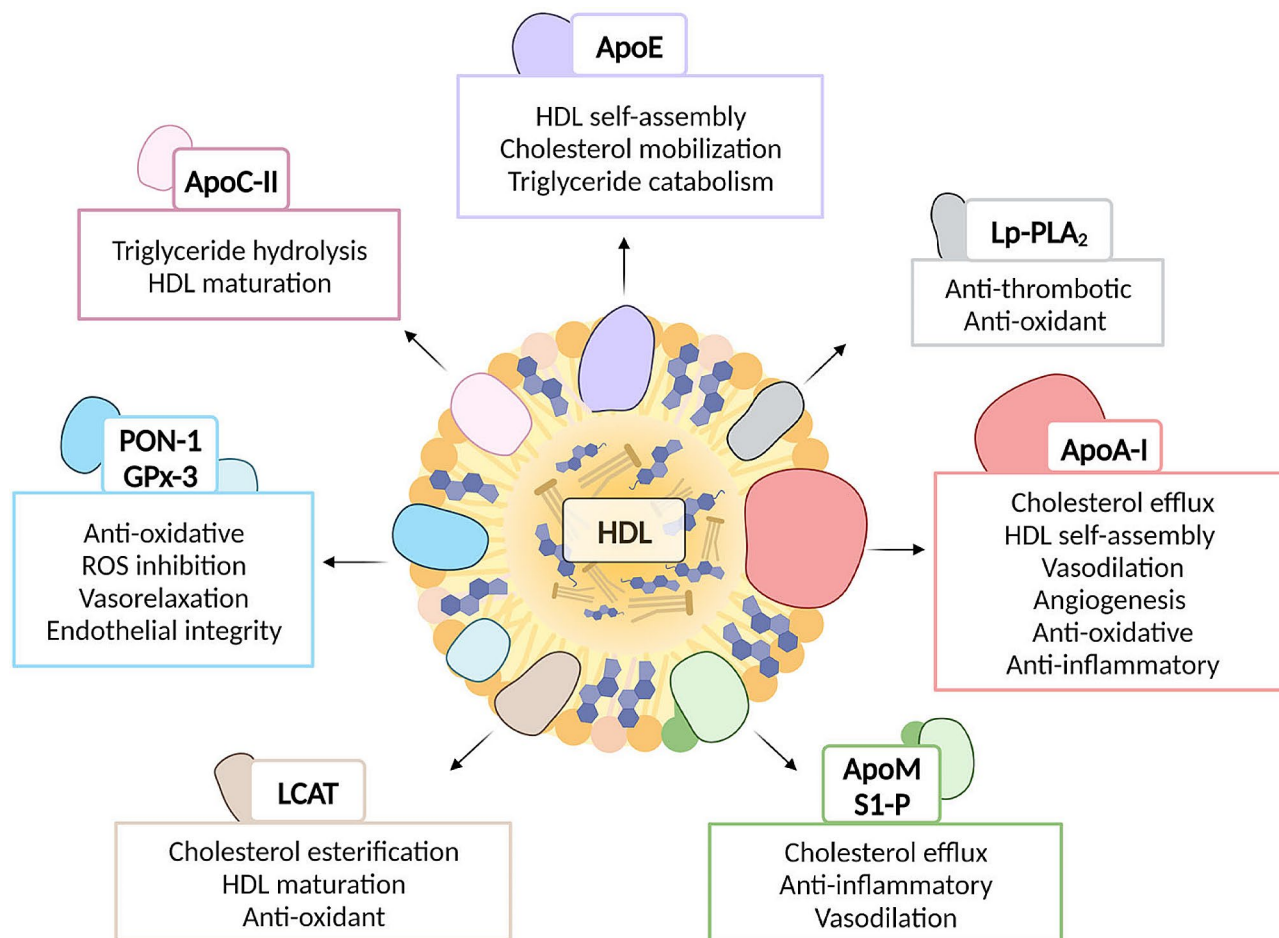 ApoE
HDL self-assembly
Cholesterol mobilization
Triglyceride catabolism
ApoC-II
Triglyceride hydrolysis
HDL maturation
Lp-PLA₂
Anti-thrombotic
Anti-oxidant
PON-1
GPx-3
Anti-oxidative
ROS inhibition
Vasorelaxation
Endothelial integrity
HDL
ApoA-I
Cholesterol efflux
HDL self-assembly
Vasodilation
Angiogenesis
Anti-oxidative
Anti-inflammatory
LCAT
Cholesterol esterification
HDL maturation
Anti-oxidant
ApoM
S1-P
Cholesterol efflux
Anti-inflammatory
Vasodilation